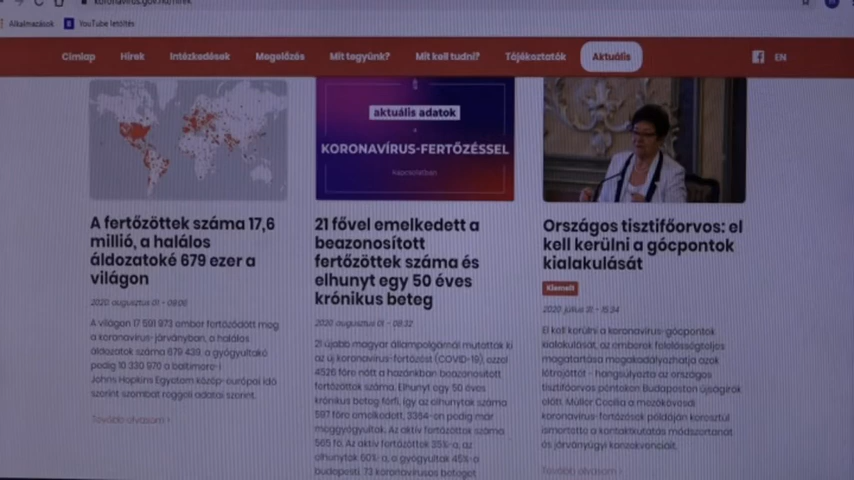 koronavirus.gov.hu/hirek
Alkalmazások YouTube letöltés
Címlap Hírek Intézkedések Megelőzés Mit tegyünk? Mit kell tudni? Tájékoztatók Aktuális EN
aktuális adatok
KORONAVÍRUS-FERTŐZÉSSEL
kapcsolatban
A fertőzöttek száma 17,6
millió, a halálos
áldozatoké 679 ezer a
világon
2020. augusztus 01 - 09:06
A világon 17 591 973 ember fertőződött meg
a koronavírus-járványban, a halálos
áldozatok száma 679 439, a gyógyultaké
pedig 10 330 970 a baltimore-i
Johns Hopkins Egyetem közép-európai idő
szerint szombat reggeli adatai szerint.
Tovább olvasom >
21 fővel emelkedett a
beazonosított
fertőzöttek száma és
elhunyt egy 50 éves
krónikus beteg
2020. augusztus 01 - 08:32
21 újabb magyar állampolgárnál mutatták ki
az új koronavírus-fertőzést (COVID-19), ezzel
4526 főre nőtt a hazánkban beazonosított
fertőzöttek száma. Elhunyt egy 50 éves
krónikus beteg férfi, így az elhunytak száma
597 főre emelkedett, 3364-en pedig már
meggyógyultak. Az aktív fertőzöttek száma
565 fő. Az aktív fertőzöttek 35%-a, az
elhunytak 60%-a, a gyógyultak 45%-a
budapesti. 73 koronavírusos beteget
Országos tisztifőorvos: el
kell kerülni a gócpontok
kialakulását
Kiemelt
2020. július 31 - 15:34
El kell kerülni a koronavírus-gócpontok
kialakulását, az emberek felelősségteljes
magatartása megakadályozhatja azok
létrejöttét - hangsúlyozta az országos
tisztifőorvos pénteken Budapesten újságírók
előtt. Müller Cecília a mezőkövesdi
koronavírus-fertőzések példáján keresztül
ismertette a kontaktkutatás módszertanát
és járványügyi konzekvenciáit.
Tovább olvasom >